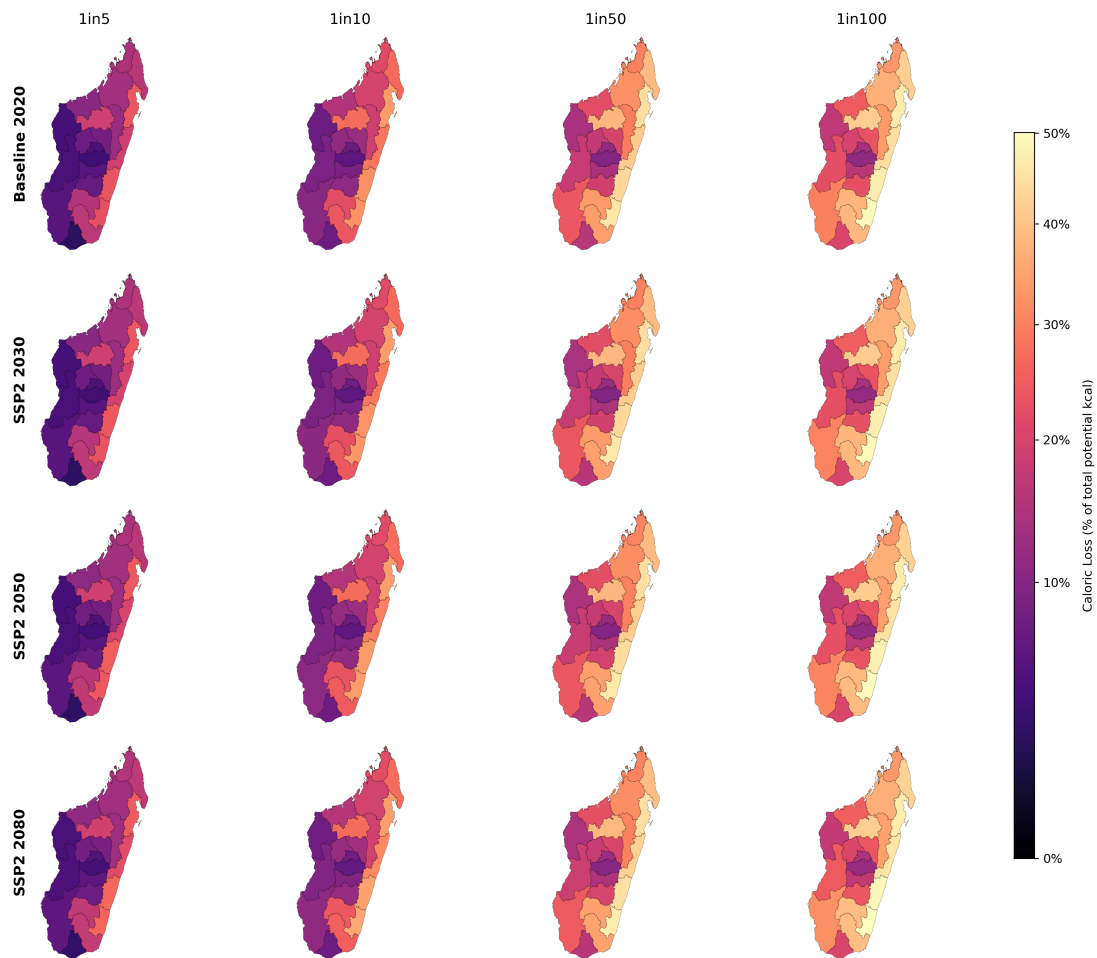 1in5 1in10 1in50 1in100
Baseline 2020
SSP2 2030
SSP2 2050
SSP2 2080
50%
40%
30%
20%
10%
0%
Caloric Loss (% of total potential kcal)